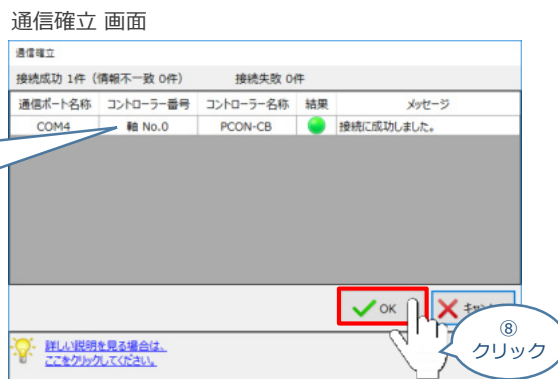 通信確立 画面
通信確立
接続成功 1件（情報不一致 0件） 接続失敗 0件
通信ポート名称 コントローラー番号 コントローラー名称 結果 メッセージ
COM4 軸 No.0 PCON-CB 接続に成功しました。
OK
⑧
クリック
詳しい説明を見る場合は、
ここをクリックしてください。